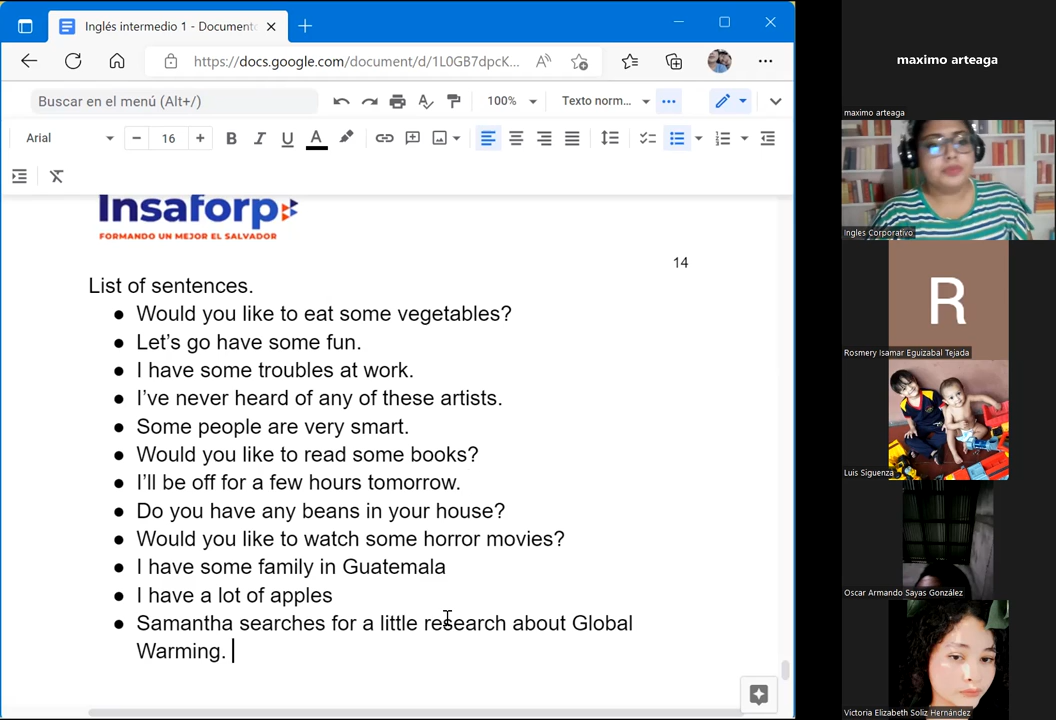 Inglés intermedio 1 - Document
https://docs.google.com/document/d/1L0GB7dpcK...
Buscar en el menú (Alt+/)
100%
Texto norm...
Arial
16
B I U A
Insaforp
FORMANDO UN MEJOR EL SALVADOR
14
List of sentences.
● Would you like to eat some vegetables?
● Let's go have some fun.
● I have some troubles at work.
● I've never heard of any of these artists.
● Some people are very smart.
● Would you like to read some books?
● I'll be off for a few hours tomorrow.
● Do you have any beans in your house?
● Would you like to watch some horror movies?
● I have some family in Guatemala
● I have a lot of apples
● Samantha searches for a little research about Global
Warming.
maximo arteaga
maximo arteaga
Ingles Corporativo
R
Rosmery Isamar Eguizabal Tejada
Luis Siguenza
Oscar Armando Sayas González
Victoria Elizabeth Soliz Hernández